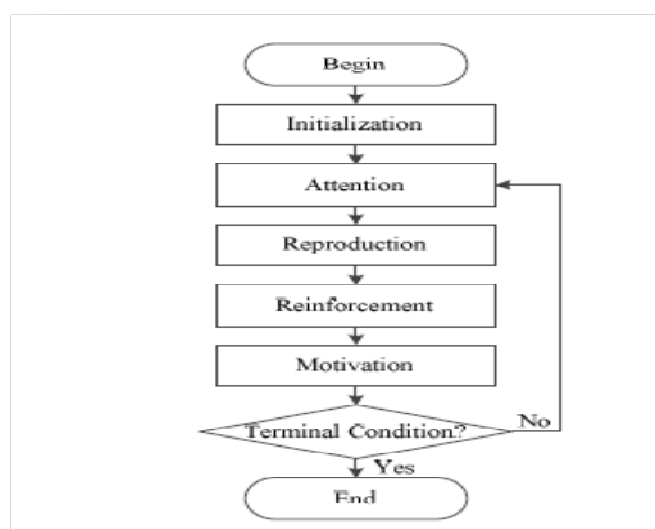 Begin
Initialization
Attention
Reproduction
Reinforcement
Motivation
Terminal Condition?
No
Yes
End